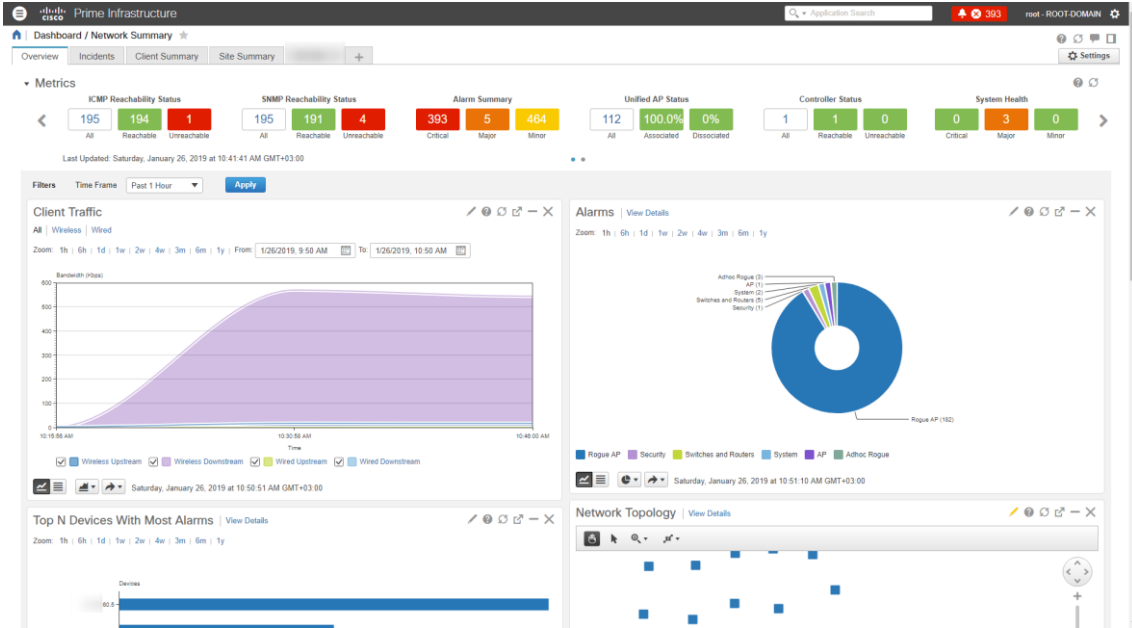 cisco Prime Infrastructure
Application Search
393
root - ROOT-DOMAIN
Dashboard / Network Summary
Overview Incidents Client Summary Site Summary +
Settings
Metrics
ICMP Reachability Status SNMP Reachability Status Alarm Summary Unified AP Status Controller Status System Health
195 194 1 195 191 4 393 5 464 112 100.0% 0% 1 1 0 0 3 0
All Reachable Unreachable All Reachable Unreachable Critical Major Minor All Associated Dissociated All Reachable Unreachable Critical Major Minor
Last Updated: Saturday, January 26, 2019 at 10:41:41 AM GMT+03:00
Filters Time Frame Past 1 Hour Apply
Client Traffic
All | Wireless | Wired
Zoom: 1h | 6h | 1d | 1w | 2w | 4w | 3m | 6m | 1y | From: 1/26/2019, 9:50 AM To: 1/26/2019, 10:50 AM
Bandwidth (Kbps)
600
500
400
300
200
100
0
10:15:56 AM 10:30:58 AM 10:46:00 AM
Time
Wireless Upstream Wireless Downstream Wired Upstream Wired Downstream
Saturday, January 26, 2019 at 10:50:51 AM GMT+03:00
Alarms | View Details
Zoom: 1h | 6h | 1d | 1w | 2w | 4w | 3m | 6m | 1y
Adhoc Rogue (3)
AP (1)
System (2)
Switches and Routers (5)
Security (1)
Rogue AP (182)
Rogue AP Security Switches and Routers System AP Adhoc Rogue
Saturday, January 26, 2019 at 10:51:10 AM GMT+03:00
Top N Devices With Most Alarms | View Details
Zoom: 1h | 6h | 1d | 1w | 2w | 4w | 3m | 6m | 1y
Devices
60.5
Network Topology | View Details